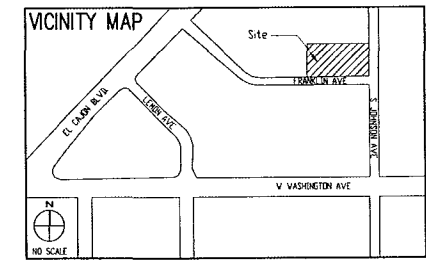 VICINITY MAP
Site
FRANKLIN AVE
EL CAJON BLVD.
LEMON AVE
S JOHNSON AVE
W WASHINGTON AVE
N
NO SCALE